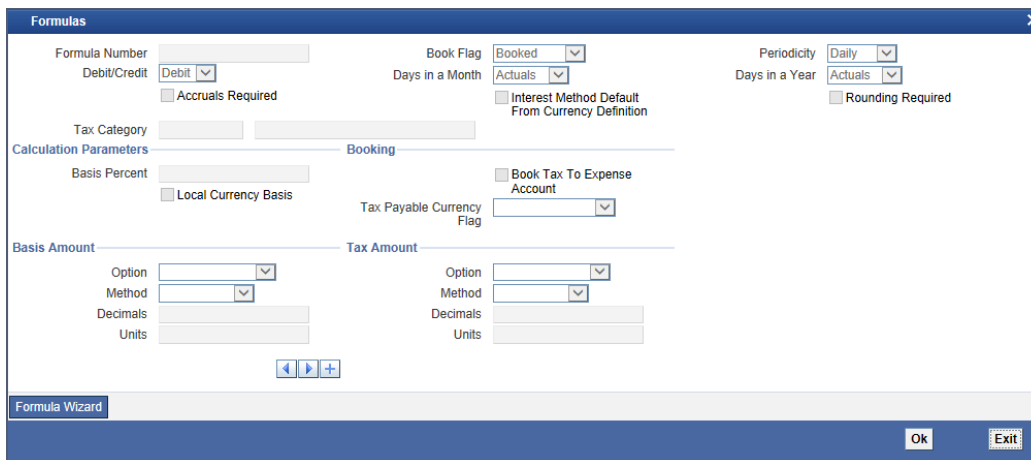 Formulas
Formula Number
Book Flag Booked
Periodicity Daily
Debit/Credit Debit
Days in a Month Actuals
Days in a Year Actuals
Accruals Required
Interest Method Default
From Currency Definition
Rounding Required
Tax Category
Calculation Parameters
Booking
Basis Percent
Book Tax To Expense
Account
Local Currency Basis
Tax Payable Currency
Flag
Basis Amount
Tax Amount
Option
Option
Method
Method
Decimals
Decimals
Units
Units
Formula Wizard
Ok
Exit